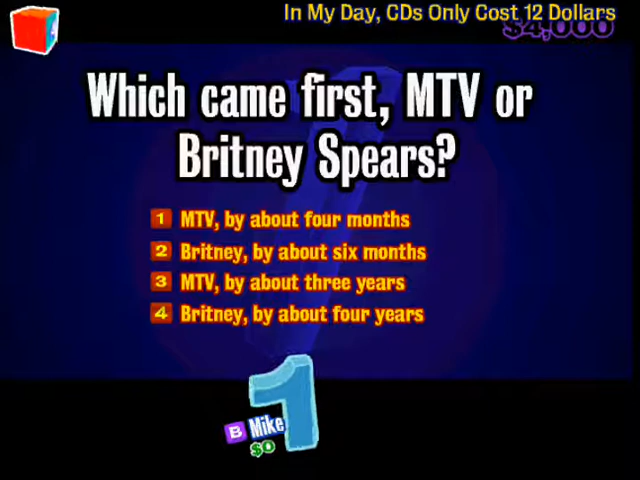 In My Day, CDs Only Cost 12 Dollars
$4,000
Which came first, MTV or
Britney Spears?
1 MTV, by about four months
2 Britney, by about six months
3 MTV, by about three years
4 Britney, by about four years
1
B Mike
$0